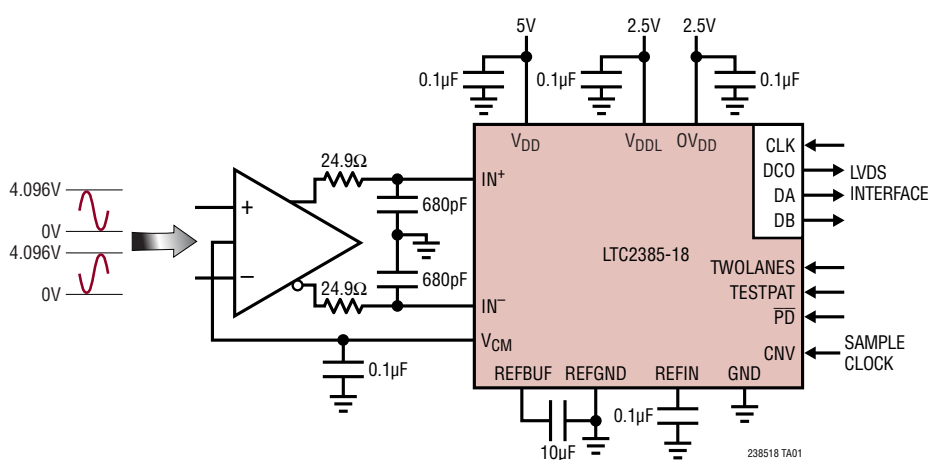 5V
2.5V
2.5V
0.1µF
0.1µF
0.1µF
VDD
VDDL
OVDD
CLK
DCO
DA
DB
LVDS
INTERFACE
4.096V
0V
4.096V
0V
+
–
24.9Ω
24.9Ω
680pF
680pF
IN+
IN–
VCM
0.1µF
LTC2385-18
TWOLANES
TESTPAT
PD
CNV
SAMPLE
CLOCK
REFBUF
REFGND
REFIN
GND
10µF
0.1µF
238518 TA01